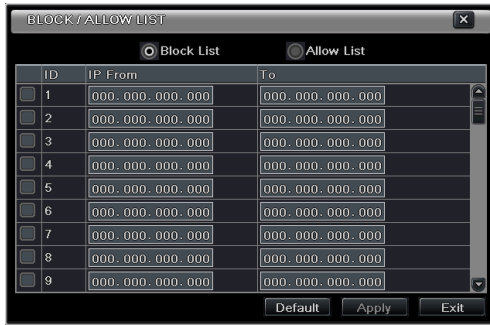 BLOCK / ALLOW LIST
Block List Allow List
ID IP From To
1 000.000.000.000 000.000.000.000
2 000.000.000.000 000.000.000.000
3 000.000.000.000 000.000.000.000
4 000.000.000.000 000.000.000.000
5 000.000.000.000 000.000.000.000
6 000.000.000.000 000.000.000.000
7 000.000.000.000 000.000.000.000
8 000.000.000.000 000.000.000.000
9 000.000.000.000 000.000.000.000
Default Apply Exit